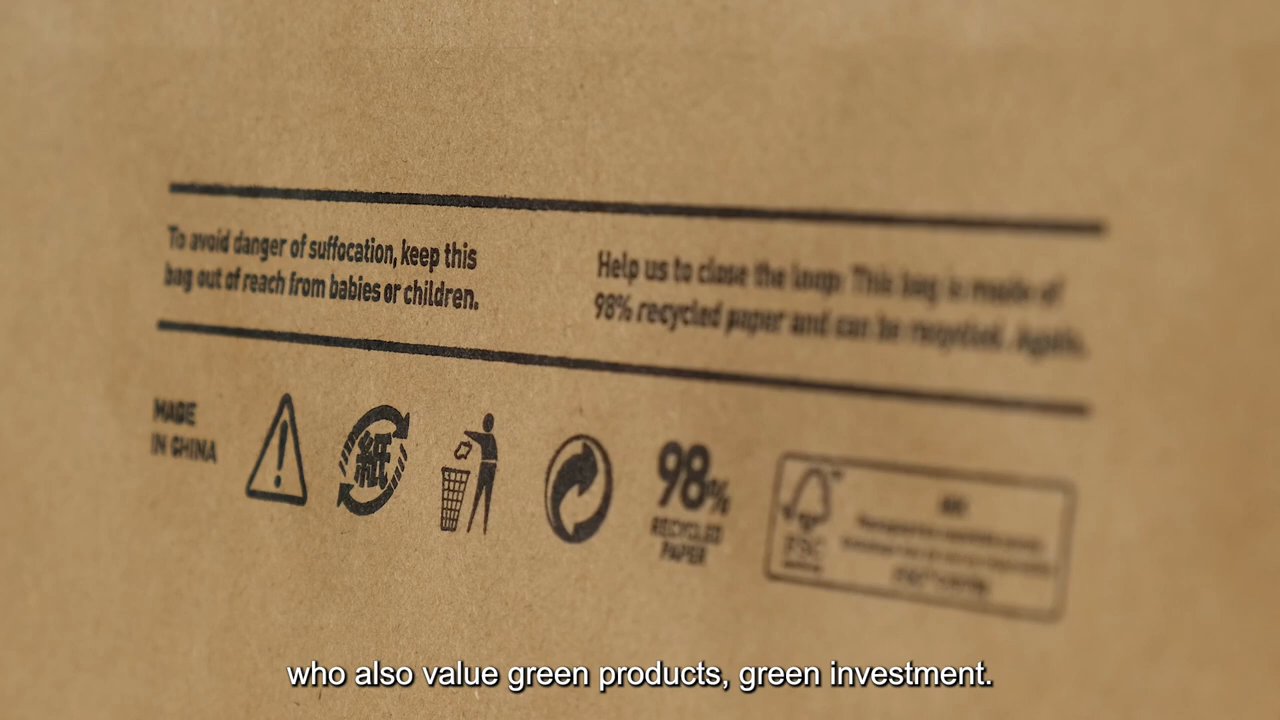 To avoid danger of suffocation, keep this
bag out of reach from babies or children.
Help us to close the loop: This bag is made of
98% recycled paper and can be recycled. Again.
MADE
IN CHINA
紙
98%
RECYCLED
PAPER
FSC
who also value green products, green investment.